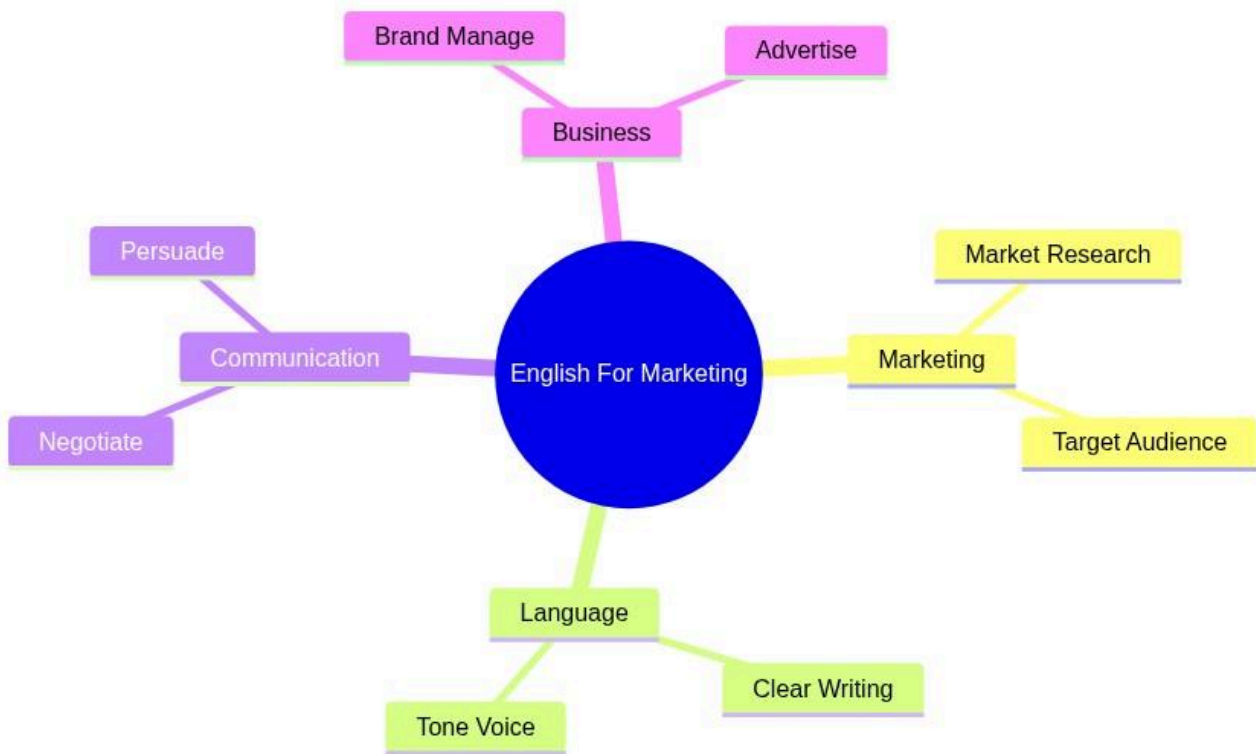 Brand Manage
Advertise
Business
Persuade
Market Research
Communication
English For Marketing
Marketing
Negotiate
Target Audience
Language
Clear Writing
Tone Voice